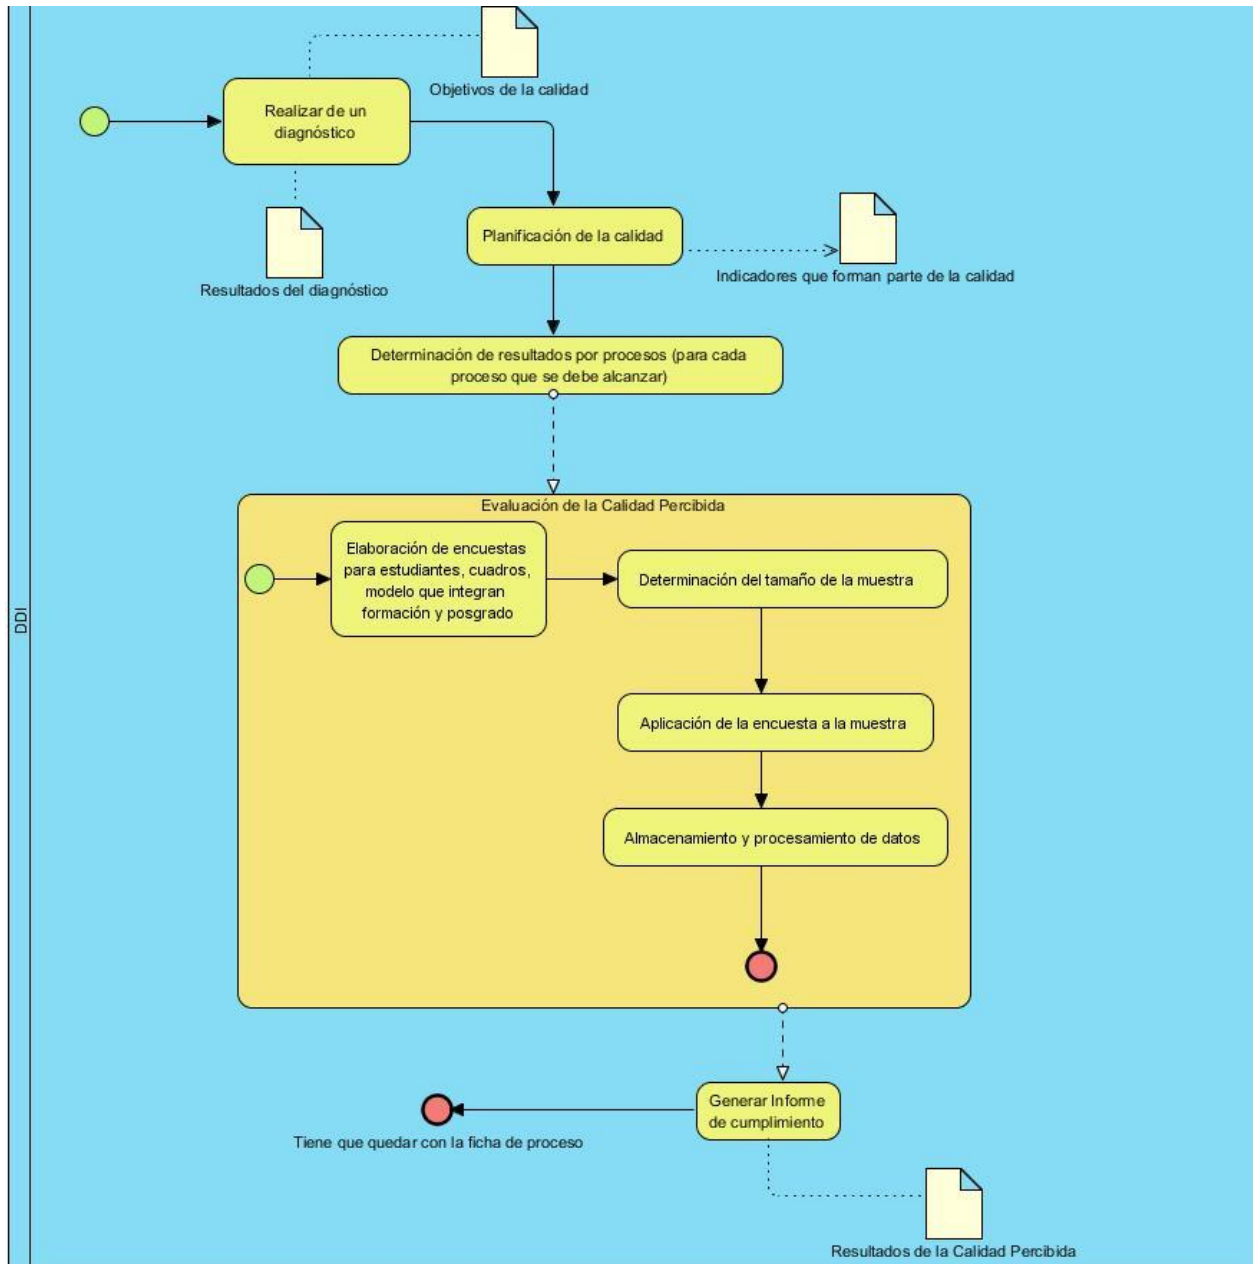 DDI
Objetivos de la calidad
Realizar de un
diagnóstico
Planificación de la calidad
Indicadores que forman parte de la calidad
Resultados del diagnóstico
Determinación de resultados por procesos (para cada
proceso que se debe alcanzar)
Evaluación de la Calidad Percibida
Elaboración de encuestas
para estudiantes, cuadros,
modelo que integran
formación y posgrado
Determinación del tamaño de la muestra
Aplicación de la encuesta a la muestra
Almacenamiento y procesamiento de datos
Generar Informe
de cumplimiento
Tiene que quedar con la ficha de proceso
Resultados de la Calidad Percibida